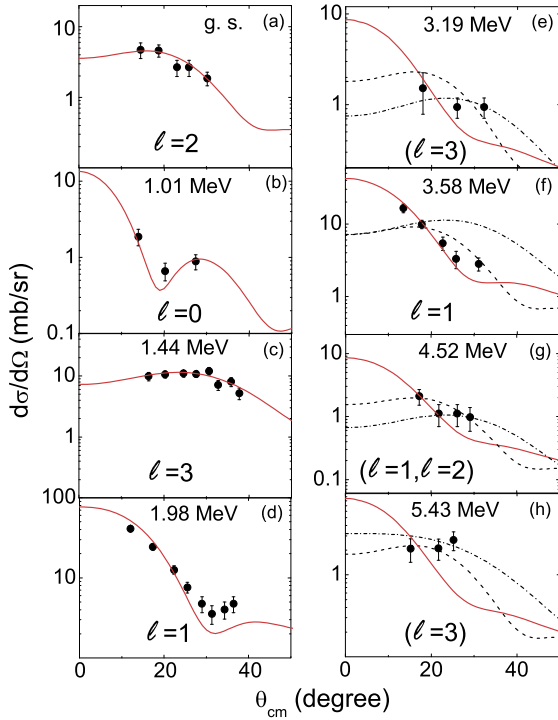 dσ/dΩ (mb/sr)
g. s. (a)
10
1
ℓ=2
1.01 MeV (b)
10
1
0.1
ℓ=0
1.44 MeV (c)
10
1
ℓ=3
100
1.98 MeV (d)
10
ℓ=1
0 20 40
3.19 MeV (e)
1
(ℓ=3)
3.58 MeV (f)
10
1
ℓ=1
4.52 MeV (g)
1
0.1
(ℓ=1,ℓ=2)
5.43 MeV (h)
1
(ℓ=3)
0 20 40
θcm (degree)